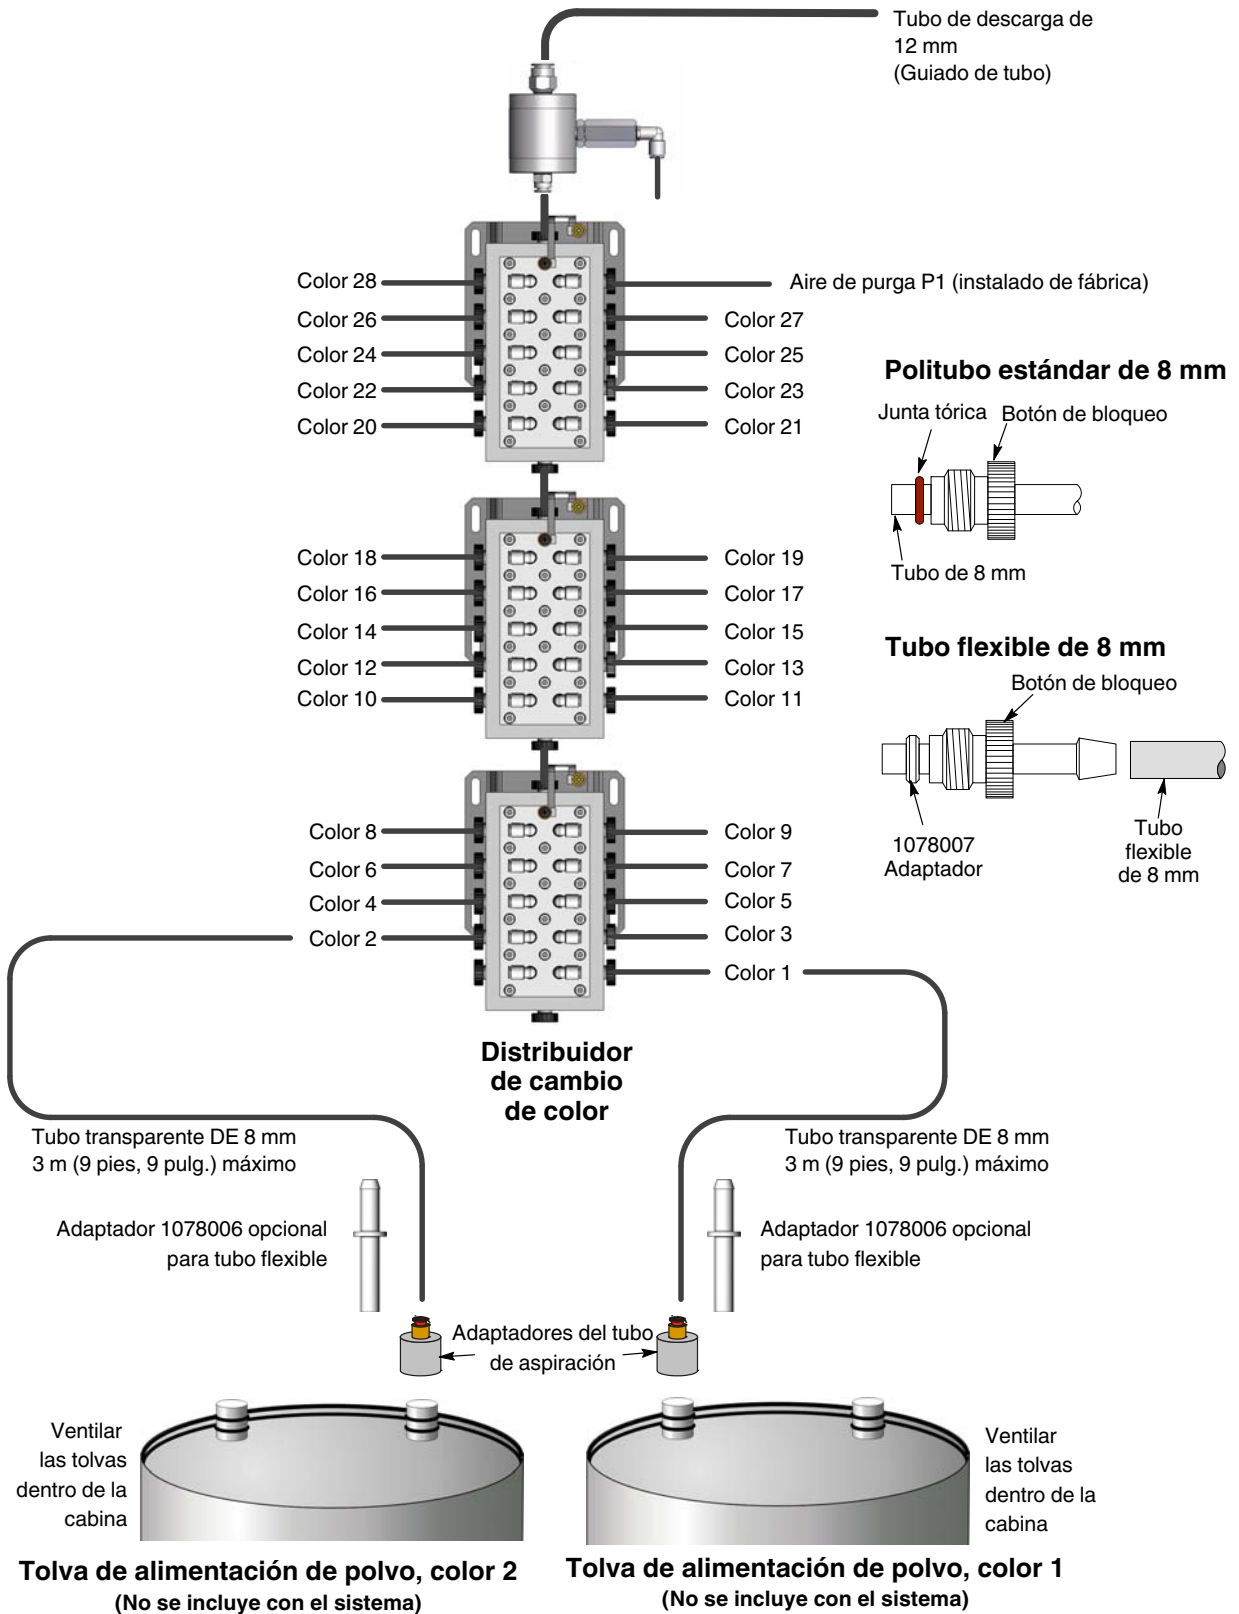 Tubo de descarga de
12 mm
(Guiado de tubo)
Color 28
Aire de purga P1 (instalado de fábrica)
Color 26
Color 27
Color 24
Color 25
Color 22
Color 23
Color 20
Color 21
Politubo estándar de 8 mm
Junta tórica
Botón de bloqueo
Tubo de 8 mm
Color 18
Color 19
Color 16
Color 17
Color 14
Color 15
Color 12
Color 13
Color 10
Color 11
Tubo flexible de 8 mm
Botón de bloqueo
1078007
Adaptador
Tubo
flexible
de 8 mm
Color 8
Color 9
Color 6
Color 7
Color 4
Color 5
Color 2
Color 3
Color 1
Distribuidor
de cambio
de color
Tubo transparente DE 8 mm
3 m (9 pies, 9 pulg.) máximo
Tubo transparente DE 8 mm
3 m (9 pies, 9 pulg.) máximo
Adaptador 1078006 opcional
para tubo flexible
Adaptador 1078006 opcional
para tubo flexible
Adaptadores del tubo
de aspiración
Ventilar
las tolvas
dentro de la
cabina
Ventilar
las tolvas
dentro de la
cabina
Tolva de alimentación de polvo, color 2
(No se incluye con el sistema)
Tolva de alimentación de polvo, color 1
(No se incluye con el sistema)